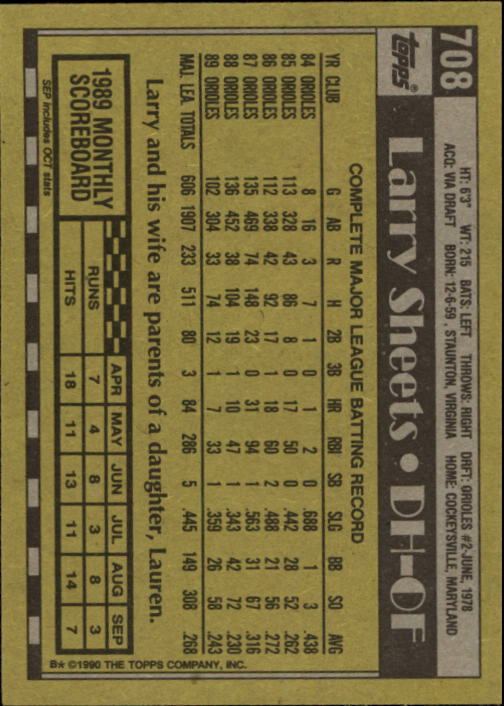 708
topps®
HT: 6'3" WT: 215 BATS: LEFT THROWS: RIGHT DRFT: ORIOLES #2-JUNE, 1978
ACQ: VIA DRAFT BORN: 12-6-59, STAUNTON, VIRGINIA HOME: COCKEYSVILLE, MARYLAND
Larry Sheets • DH-OF
COMPLETE MAJOR LEAGUE BATTING RECORD
YR CLUB G AB R H 2B 3B HR RBI SB SLG BB SO AVG
84 ORIOLES 8 16 3 7 1 0 1 2 0 .688 1 3 .438
85 ORIOLES 113 328 43 86 8 0 17 50 0 .442 28 52 .262
86 ORIOLES 112 338 42 92 17 1 18 60 2 .488 21 56 .272
87 ORIOLES 135 469 74 148 23 0 31 94 1 .563 31 67 .316
88 ORIOLES 136 452 38 104 19 1 10 47 1 .343 42 72 .230
89 ORIOLES 102 304 33 74 12 1 7 33 1 .359 26 58 .243
MAJ. LEA. TOTALS 606 1907 233 511 80 3 84 286 5 .445 149 308 .268
Larry and his wife are parents of a daughter, Lauren.
1989 MONTHLY SCOREBOARD
APR MAY JUN JUL AUG SEP
RUNS 7 4 8 3 8 3
HITS 18 11 13 11 14 7
SEP includes OCT stats
B* ©1990 THE TOPPS COMPANY, INC.